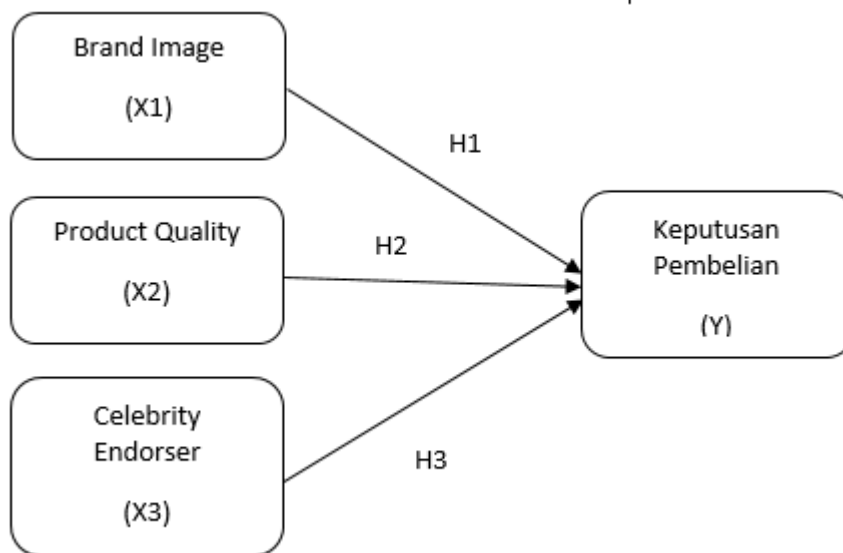 Brand Image
(X1)
H1
Product Quality
(X2)
H2
Keputusan
Pembelian
(Y)
Celebrity
Endorser
(X3)
H3